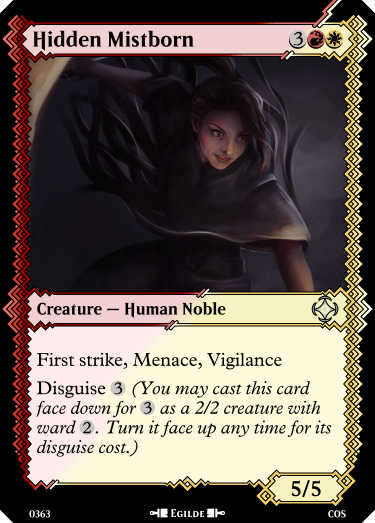 Hidden Mistborn 3
Creature — Human Noble
First strike, Menace, Vigilance
Disguise 3 (You may cast this card
face down for 3 as a 2/2 creature with
ward 2. Turn it face up any time for its
disguise cost.)
5/5
0363 Egilde COS